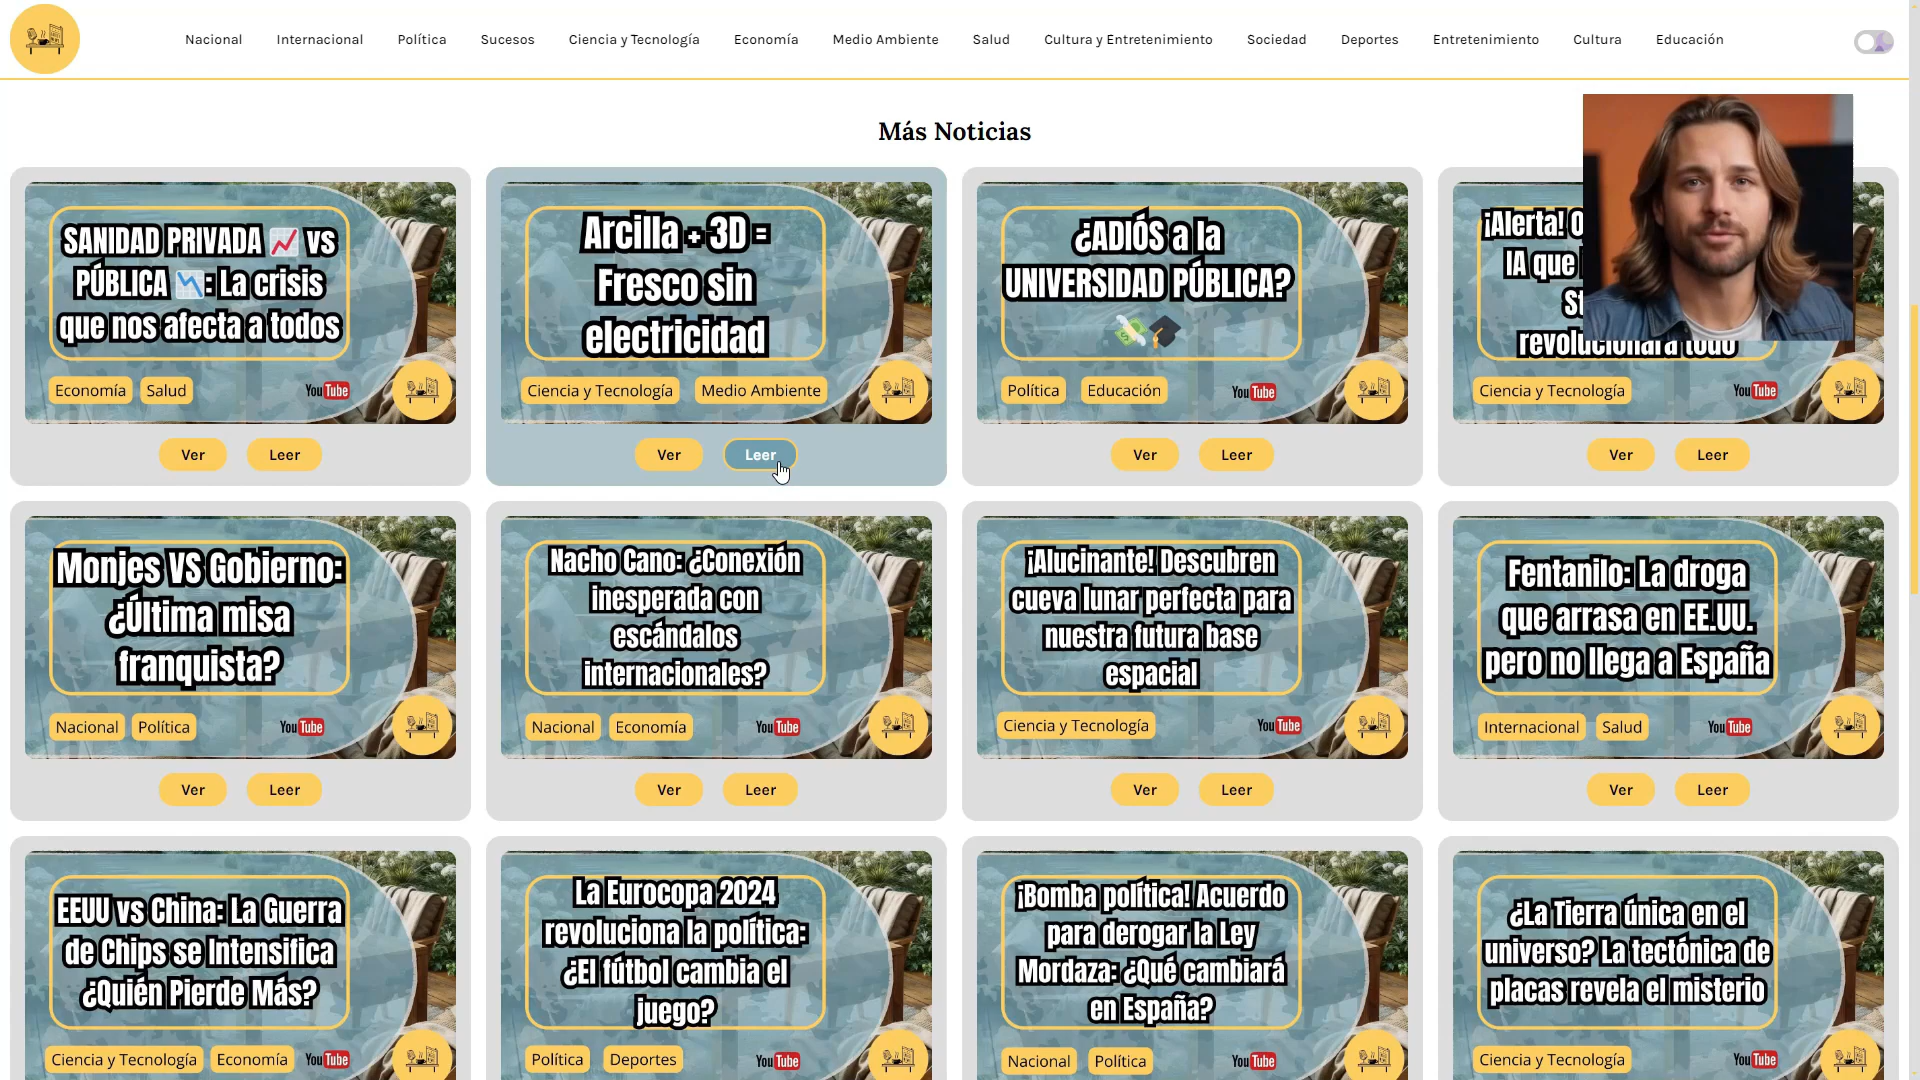 Nacional
Internacional
Política
Sucesos
Ciencia y Tecnología
Economía
Medio Ambiente
Salud
Cultura y Entretenimiento
Sociedad
Deportes
Entretenimiento
Cultura
Educación
Más Noticias
SANIDAD PRIVADA 📈 vs
PÚBLICA 📉: La crisis
que nos afecta a todos
Economía
Salud
YouTube
Ver
Leer
Arcilla + 3D =
Fresco sin
electricidad
Ciencia y Tecnología
Medio Ambiente
Ver
Leer
¿ADIÓS a la
UNIVERSIDAD PÚBLICA?
💸🎓
Política
Educación
YouTube
Ver
Leer
¡Alerta!
IA que
revolucionará todo
Ciencia y Tecnología
YouTube
Ver
Leer
Monjes VS Gobierno:
¿Última misa
franquista?
Nacional
Política
YouTube
Ver
Leer
Nacho Cano: ¿Conexión
inesperada con
escándalos
internacionales?
Nacional
Economía
YouTube
Ver
Leer
¡Alucinante! Descubren
cueva lunar perfecta para
nuestra futura base
espacial
Ciencia y Tecnología
YouTube
Ver
Leer
Fentanilo: La droga
que arrasa en EE.UU.
pero no llega a España
Internacional
Salud
YouTube
Ver
Leer
EEUU vs China: La Guerra
de Chips se Intensifica
¿Quién Pierde Más?
Ciencia y Tecnología
Economía
YouTube
La Eurocopa 2024
revoluciona la política:
¿El fútbol cambia el
juego?
Política
Deportes
YouTube
¡Bomba política! Acuerdo
para derogar la Ley
Mordaza: ¿Qué cambiará
en España?
Nacional
Política
YouTube
¿La Tierra única en el
universo? La tectónica de
placas revela el misterio
Ciencia y Tecnología
YouTube